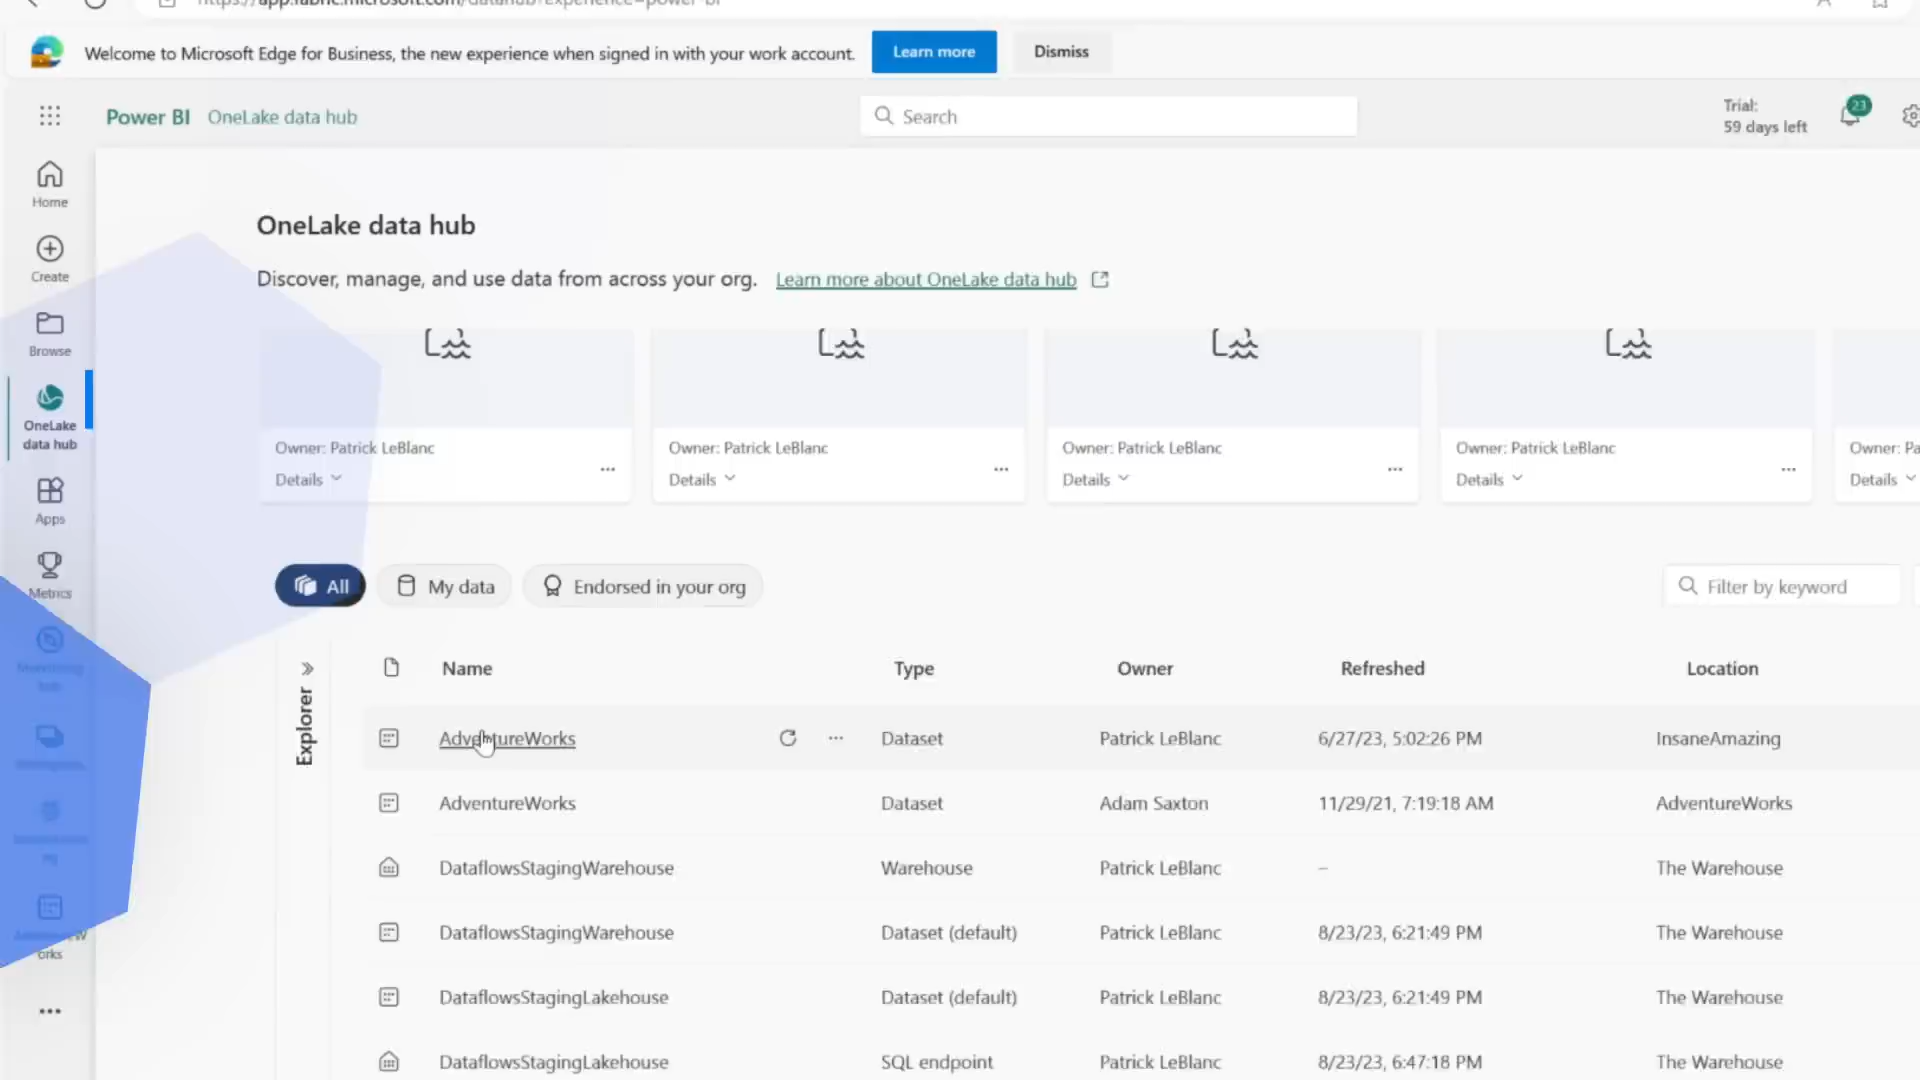 Welcome to Microsoft Edge for Business, the new experience when signed in with your work account. Learn more Dismiss
Power BI OneLake data hub Search Trial: 59 days left 23
Home
Create
Browse
OneLake data hub
Apps
Metrics
orks
OneLake data hub
Discover, manage, and use data from across your org. Learn more about OneLake data hub
Owner: Patrick LeBlanc Owner: Patrick LeBlanc Owner: Patrick LeBlanc Owner: Patrick LeBlanc Owner: Pa
Details Details Details Details Details
All My data Endorsed in your org Filter by keyword
Explorer
Name Type Owner Refreshed Location
AdventureWorks Dataset Patrick LeBlanc 6/27/23, 5:02:26 PM InsaneAmazing
AdventureWorks Dataset Adam Saxton 11/29/21, 7:19:18 AM AdventureWorks
DataflowsStagingWarehouse Warehouse Patrick LeBlanc – The Warehouse
DataflowsStagingWarehouse Dataset (default) Patrick LeBlanc 8/23/23, 6:21:49 PM The Warehouse
DataflowsStagingLakehouse Dataset (default) Patrick LeBlanc 8/23/23, 6:21:49 PM The Warehouse
DataflowsStagingLakehouse SQL endpoint Patrick LeBlanc 8/23/23, 6:47:18 PM The Warehouse